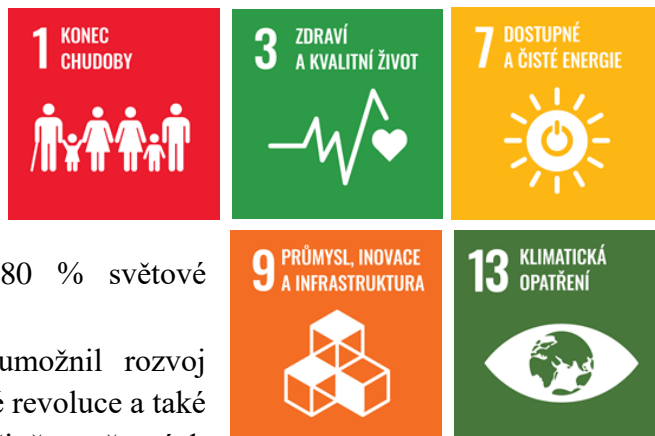 1 KONEC
CHUDOBY
3 ZDRAVÍ
A KVALITNÍ ŽIVOT
7 DOSTUPNÉ
A ČISTÉ ENERGIE
9 PRŮMYSL, INOVACE
A INFRASTRUKTURA
13 KLIMATICKÁ
OPATŘENÍ
80 % světové
umožnil rozvoj
revoluce a také